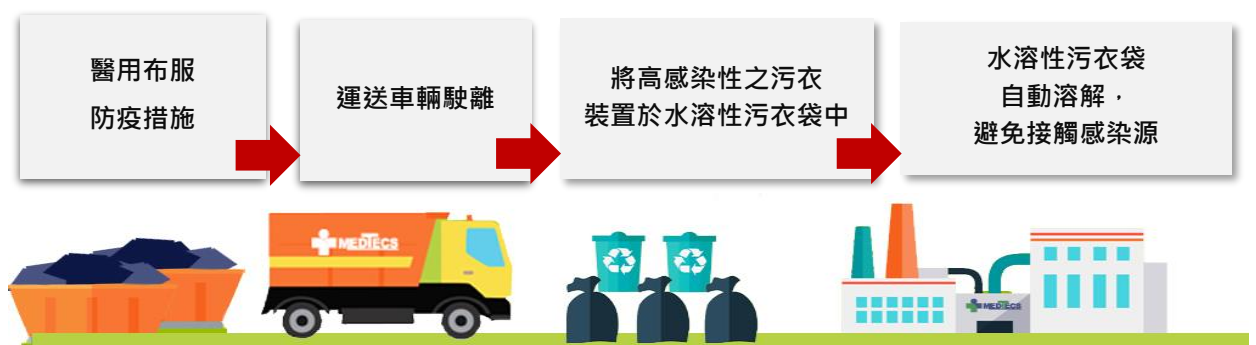 醫用布服
防疫措施
運送車輛駛離
將高感染性之污衣
裝置於水溶性污衣袋中
水溶性污衣袋
自動溶解，
避免接觸感染源
MEDTECS
MEDTECS